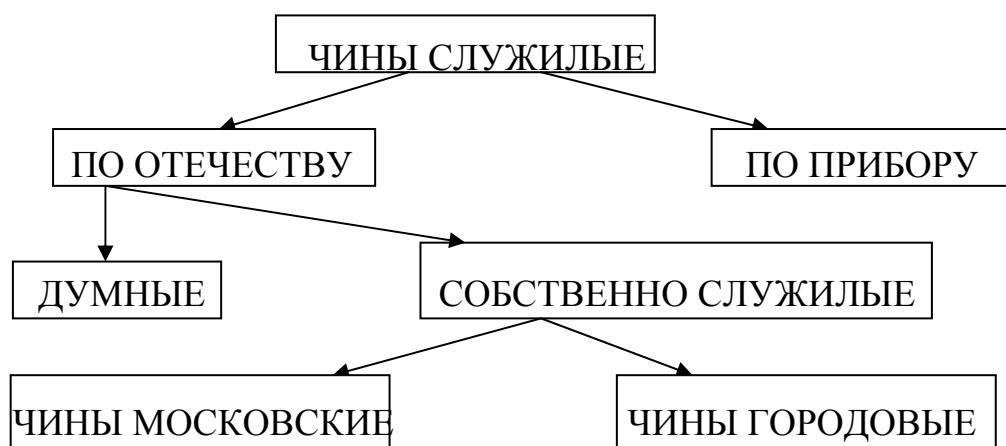 ЧИНЫ СЛУЖИЛЫЕ
ПО ОТЕЧЕСТВУ
ПО ПРИБОРУ
ДУМНЫЕ
СОБСТВЕННО СЛУЖИЛЫЕ
ЧИНЫ МОСКОВСКИЕ
ЧИНЫ ГОРОДОВЫЕ